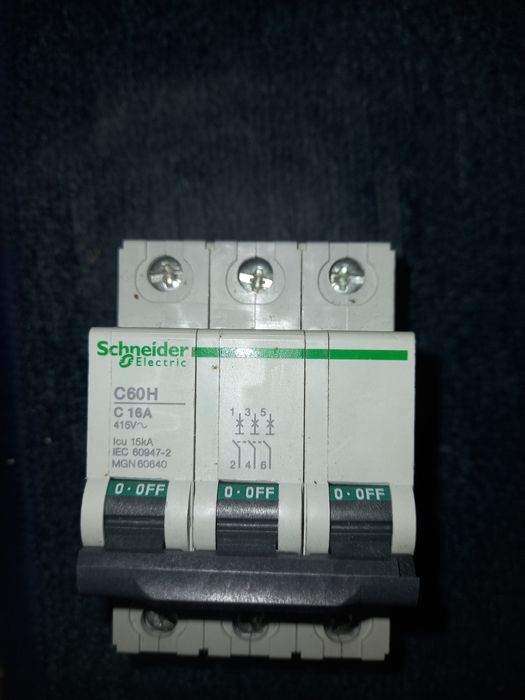 Schneider
Electric
C60H
C 16A
415V~
Icu 15kA
IEC 60947-2
MGN 60640
1 3 5
2 4 6
0·OFF 0·OFF 0·OFF